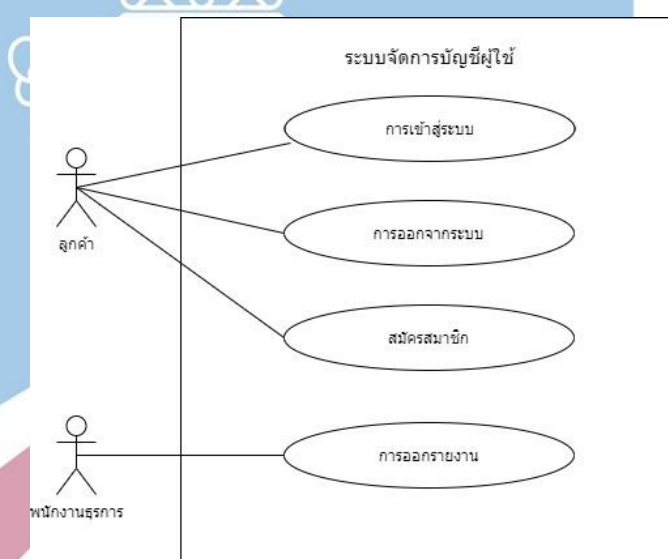 ระบบจัดการบัญชีผู้ใช้
การเข้าสู่ระบบ
การออกจากระบบ
ลูกค้า
สมัครสมาชิก
การออกรายงาน
พนักงานธุรการ